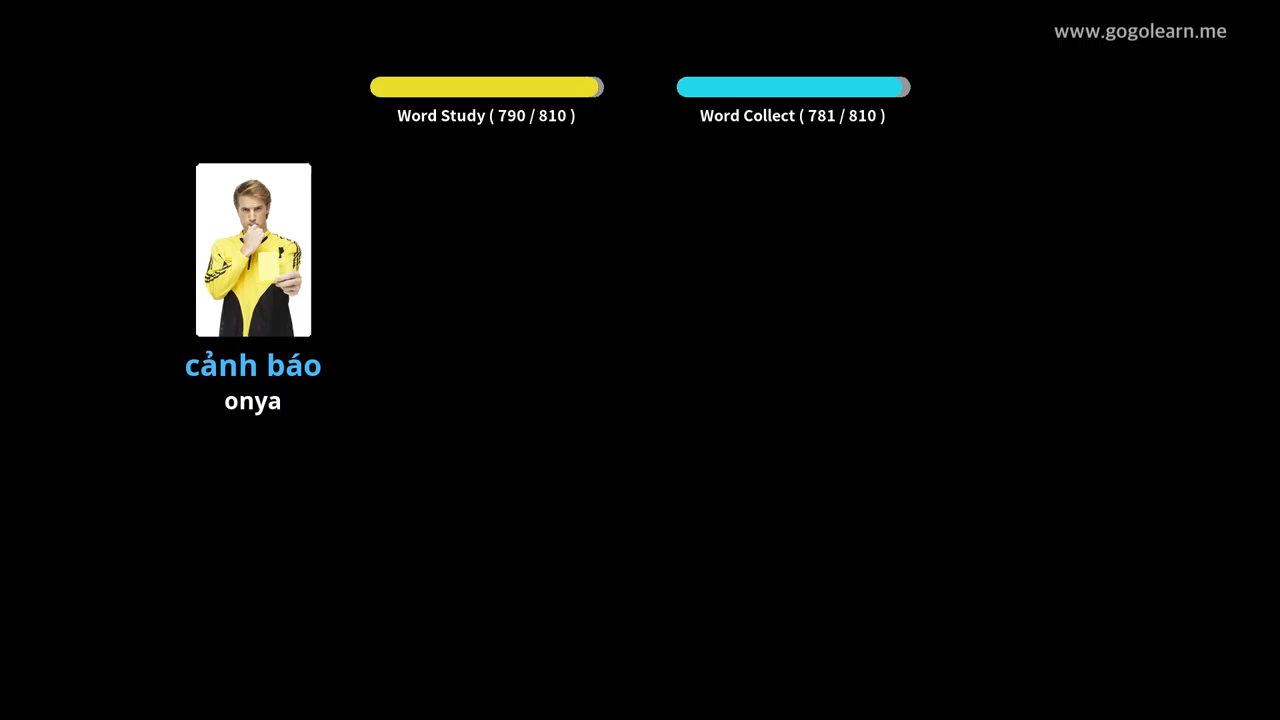 www.gogolearn.me
Word Study ( 790 / 810 )
Word Collect ( 781 / 810 )
cảnh báo
onya